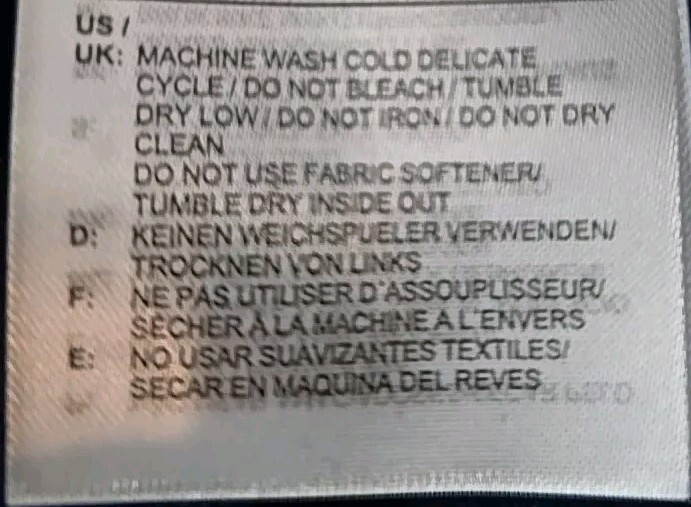 US /
UK: MACHINE WASH COLD DELICATE
CYCLE / DO NOT BLEACH / TUMBLE
DRY LOW / DO NOT IRON / DO NOT DRY
CLEAN
DO NOT USE FABRIC SOFTENER/
TUMBLE DRY INSIDE OUT
D: KEINEN WEICHSPUELER VERWENDEN/
TROCKNEN VON LINKS
F: NE PAS UTILISER D'ASSOUPLISSEUR/
SÉCHER À LA MACHINE A L'ENVERS
E: NO USAR SUAVIZANTES TEXTILES/
SECAR EN MAQUINA DEL REVES